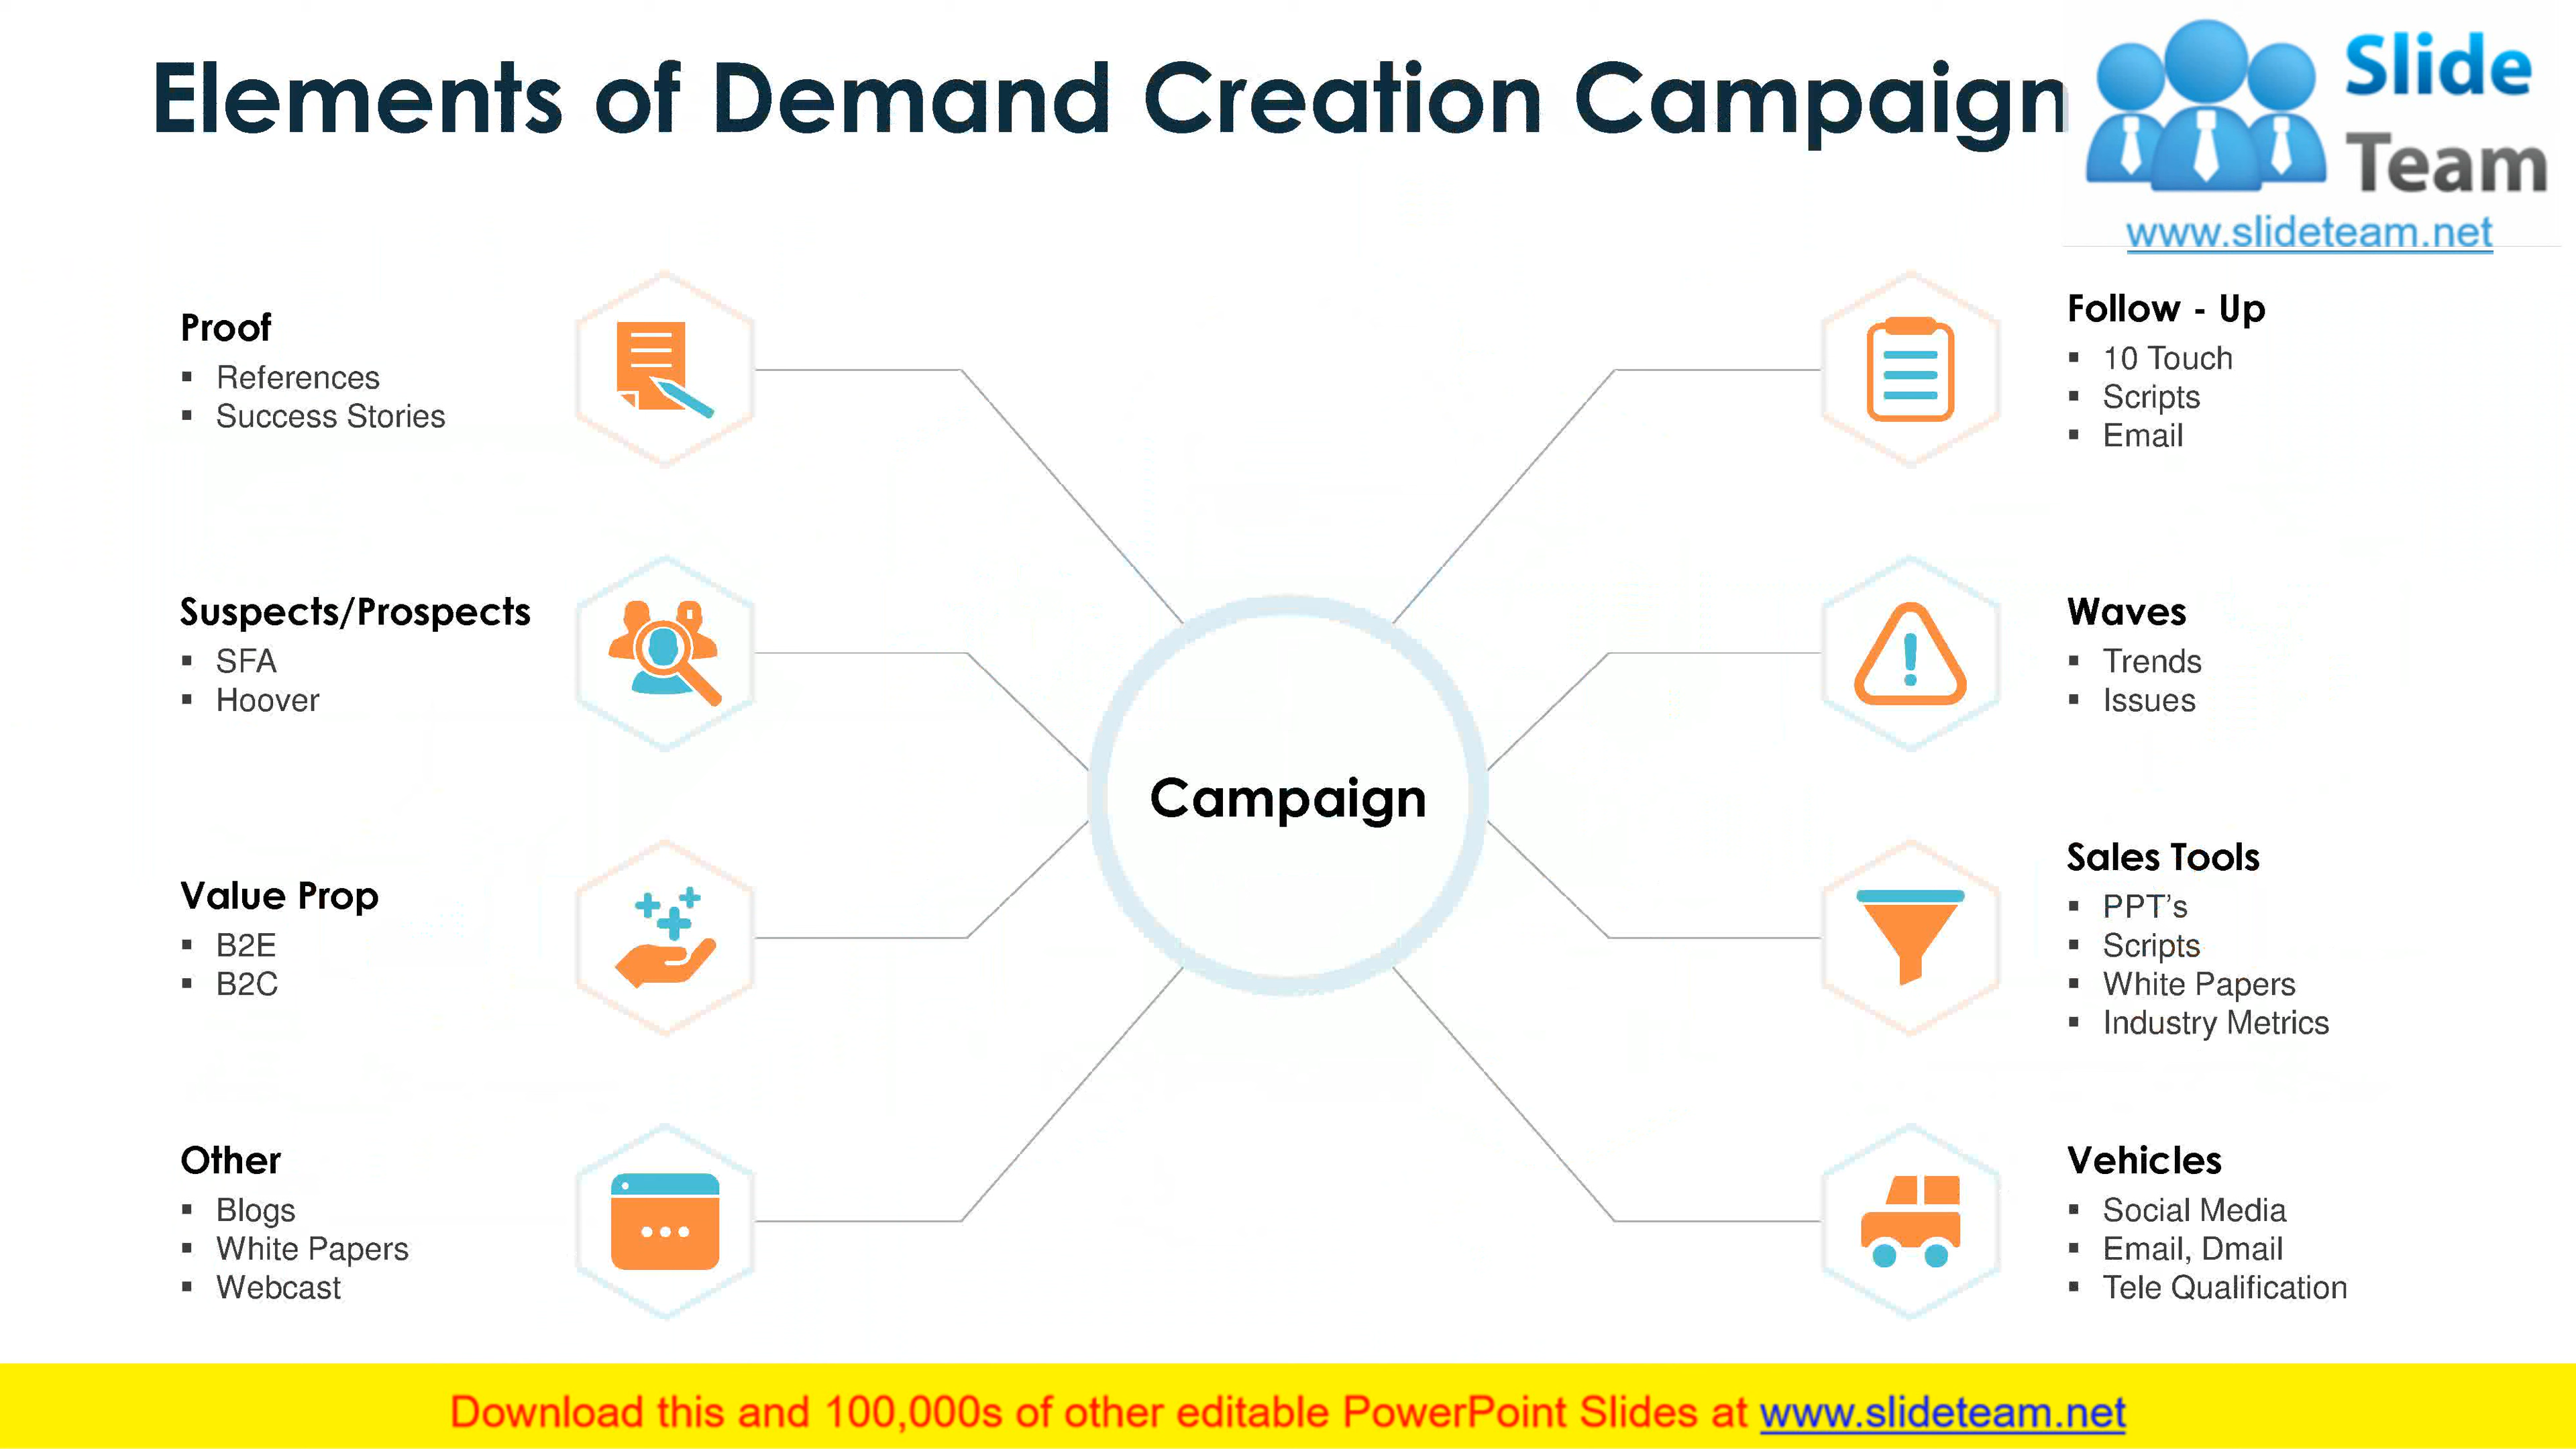 Elements of Demand Creation Campaign
Slide
Team
www.slideteam.net
Proof
▪ References
▪ Success Stories
Suspects/Prospects
▪ SFA
▪ Hoover
Value Prop
▪ B2E
▪ B2C
Other
▪ Blogs
▪ White Papers
▪ Webcast
Campaign
Follow - Up
▪ 10 Touch
▪ Scripts
▪ Email
Waves
▪ Trends
▪ Issues
Sales Tools
▪ PPT’s
▪ Scripts
▪ White Papers
▪ Industry Metrics
Vehicles
▪ Social Media
▪ Email, Dmail
▪ Tele Qualification
Download this and 100,000s of other editable PowerPoint Slides at www.slideteam.net